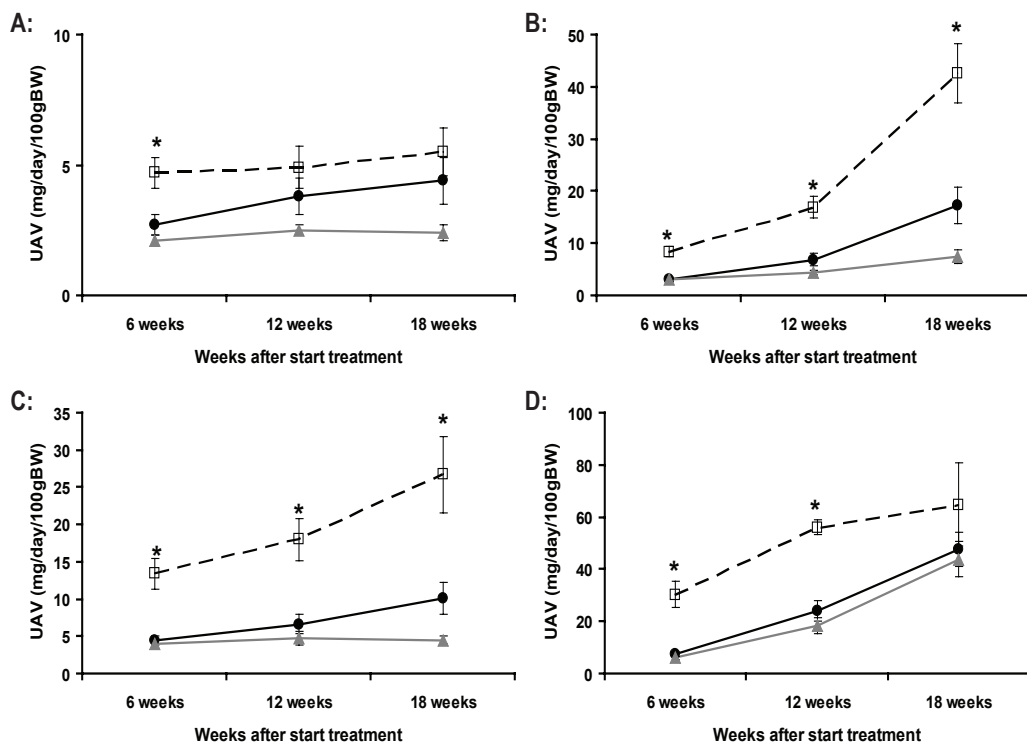 A:
UAV (mg/day/100gBW)
10
5
0
*
6 weeks
12 weeks
18 weeks
Weeks after start treatment
B:
UAV (mg/day/100gBW)
50
40
30
20
10
0
*
*
*
6 weeks
12 weeks
18 weeks
Weeks after start treatment
C:
UAV (mg/day/100gBW)
35
30
25
20
15
10
5
0
*
*
*
6 weeks
12 weeks
18 weeks
Weeks after start treatment
D:
UAV (mg/day/100gBW)
100
80
60
40
20
0
*
*
6 weeks
12 weeks
18 weeks
Weeks after start treatment